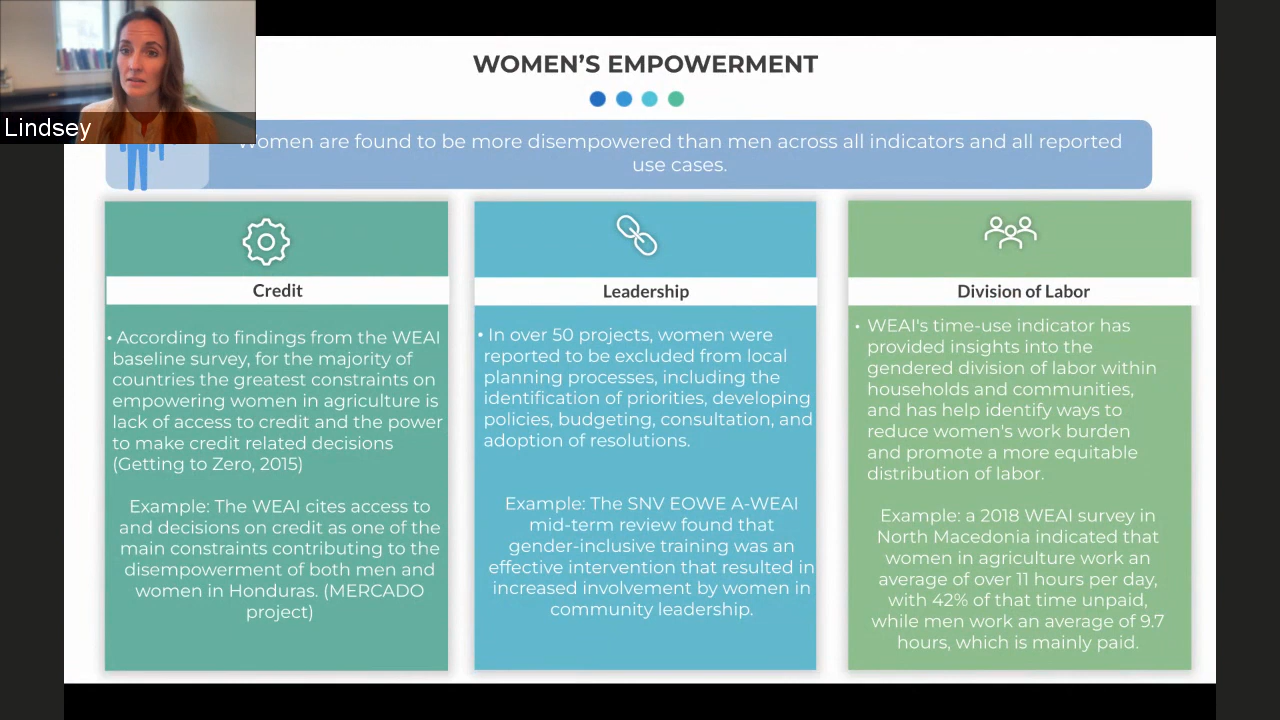 WOMEN'S EMPOWERMENT
Lindsey
Women are found to be more disempowered than men across all indicators and all reported
use cases.
Credit
• According to findings from the WEAI
baseline survey, for the majority of
countries the greatest constraints on
empowering women in agriculture is
lack of access to credit and the power
to make credit related decisions
(Getting to Zero, 2015)
Example: The WEAI cites access to
and decisions on credit as one of the
main constraints contributing to the
disempowerment of both men and
women in Honduras. (MERCADO
project)
Leadership
• In over 50 projects, women were
reported to be excluded from local
planning processes, including the
identification of priorities, developing
policies, budgeting, consultation, and
adoption of resolutions.
Example: The SNV EOWE A-WEAI
mid-term review found that
gender-inclusive training was an
effective intervention that resulted in
increased involvement by women in
community leadership.
Division of Labor
• WEAI's time-use indicator has
provided insights into the
gendered division of labor within
households and communities,
and has help identify ways to
reduce women's work burden
and promote a more equitable
distribution of labor.
Example: a 2018 WEAI survey in
North Macedonia indicated that
women in agriculture work an
average of over 11 hours per day,
with 42% of that time unpaid,
while men work an average of 9.7
hours, which is mainly paid.